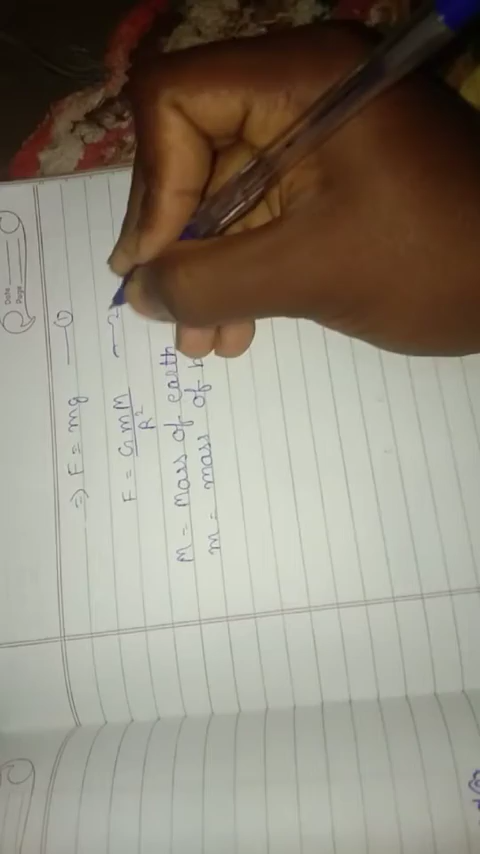 Date
Page
⇒ F = mg —①
F = GmM/R² —2
M = Mass of earth
m = mass of